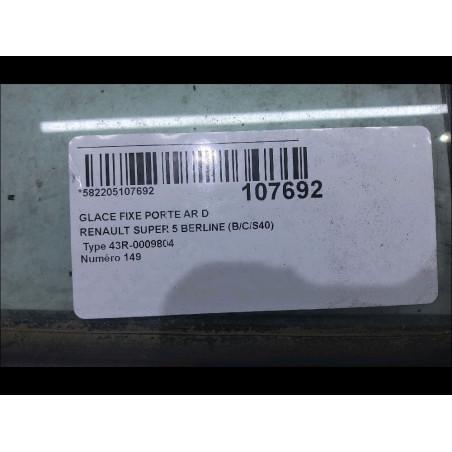 *582205107692
107692
GLACE FIXE PORTE AR D
RENAULT SUPER 5 BERLINE (B/C/S40)
Type 43R-0009804
Numéro 149